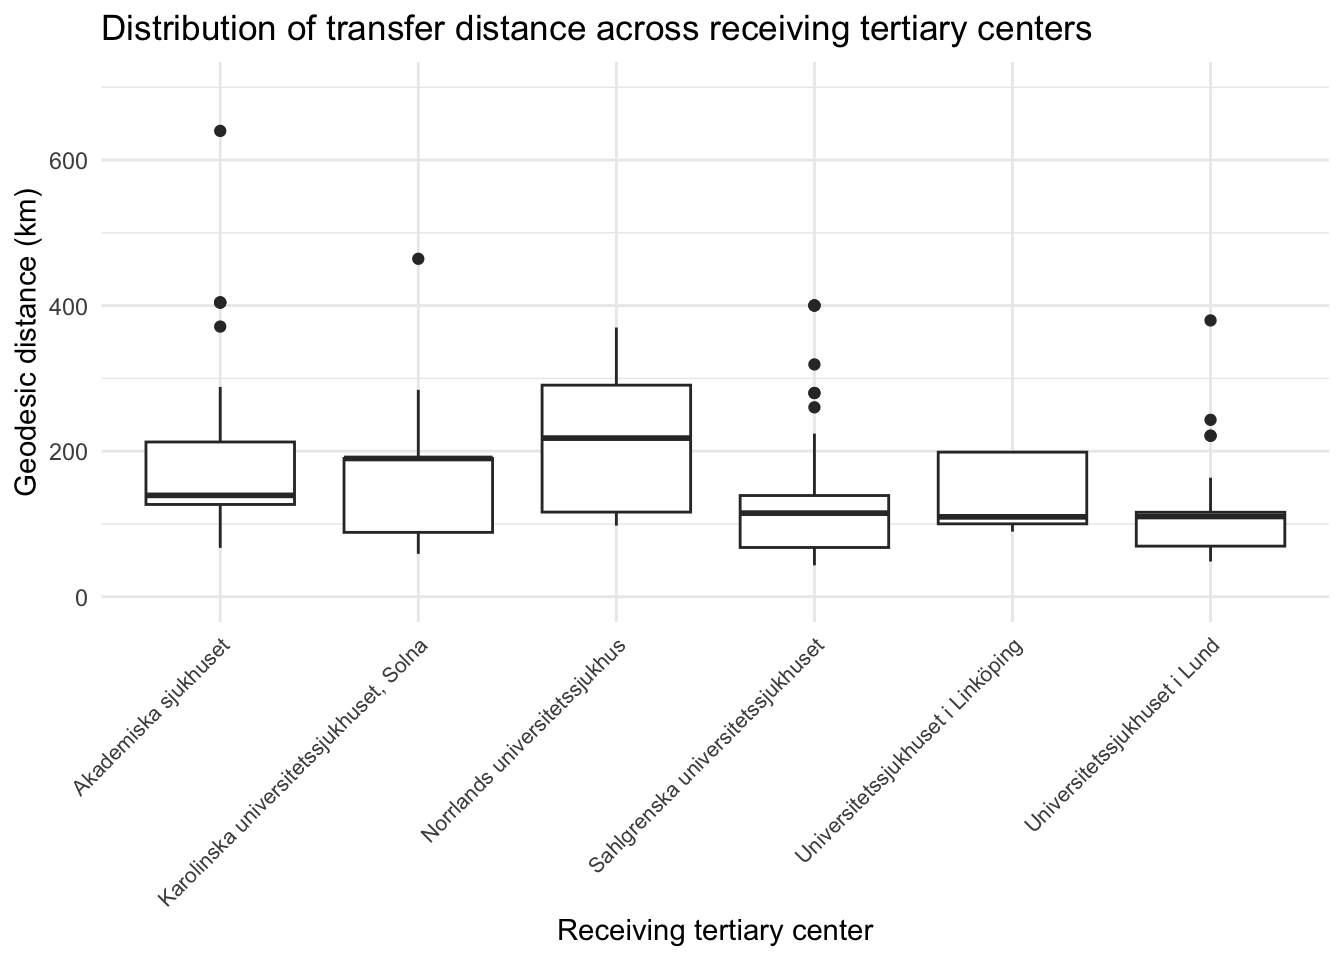 Distribution of transfer distance across receiving tertiary centers
Geodesic distance (km)
600
400
200
0
Akademiska sjukhuset
Karolinska universitetssjukhuset, Solna
Norrlands universitetssjukhus
Sahlgrenska universitetssjukhuset
Universitetssjukhuset i Linköping
Universitetssjukhuset i Lund
Receiving tertiary center